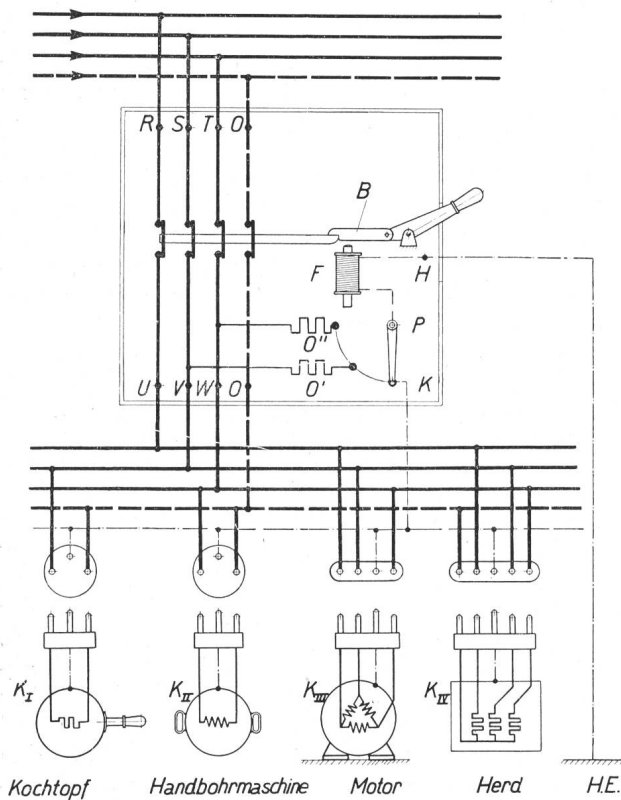 R S T O
B
F H
P
O"
K
O'
U V W O
K'I KII KIII KIV
Kochtopf Handbohrmaschine Motor Herd H.E.